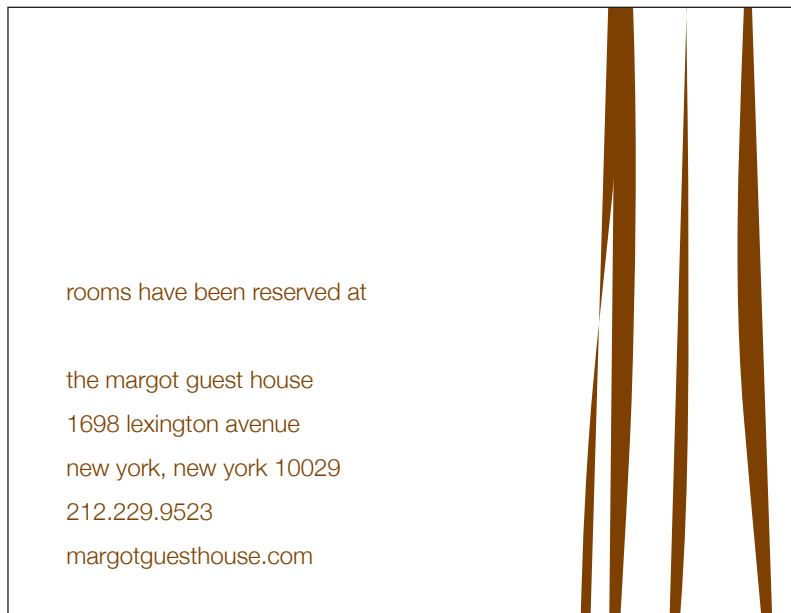 rooms have been reserved at
the margot guest house
1698 lexington avenue
new york, new york 10029
212.229.9523
margotguesthouse.com